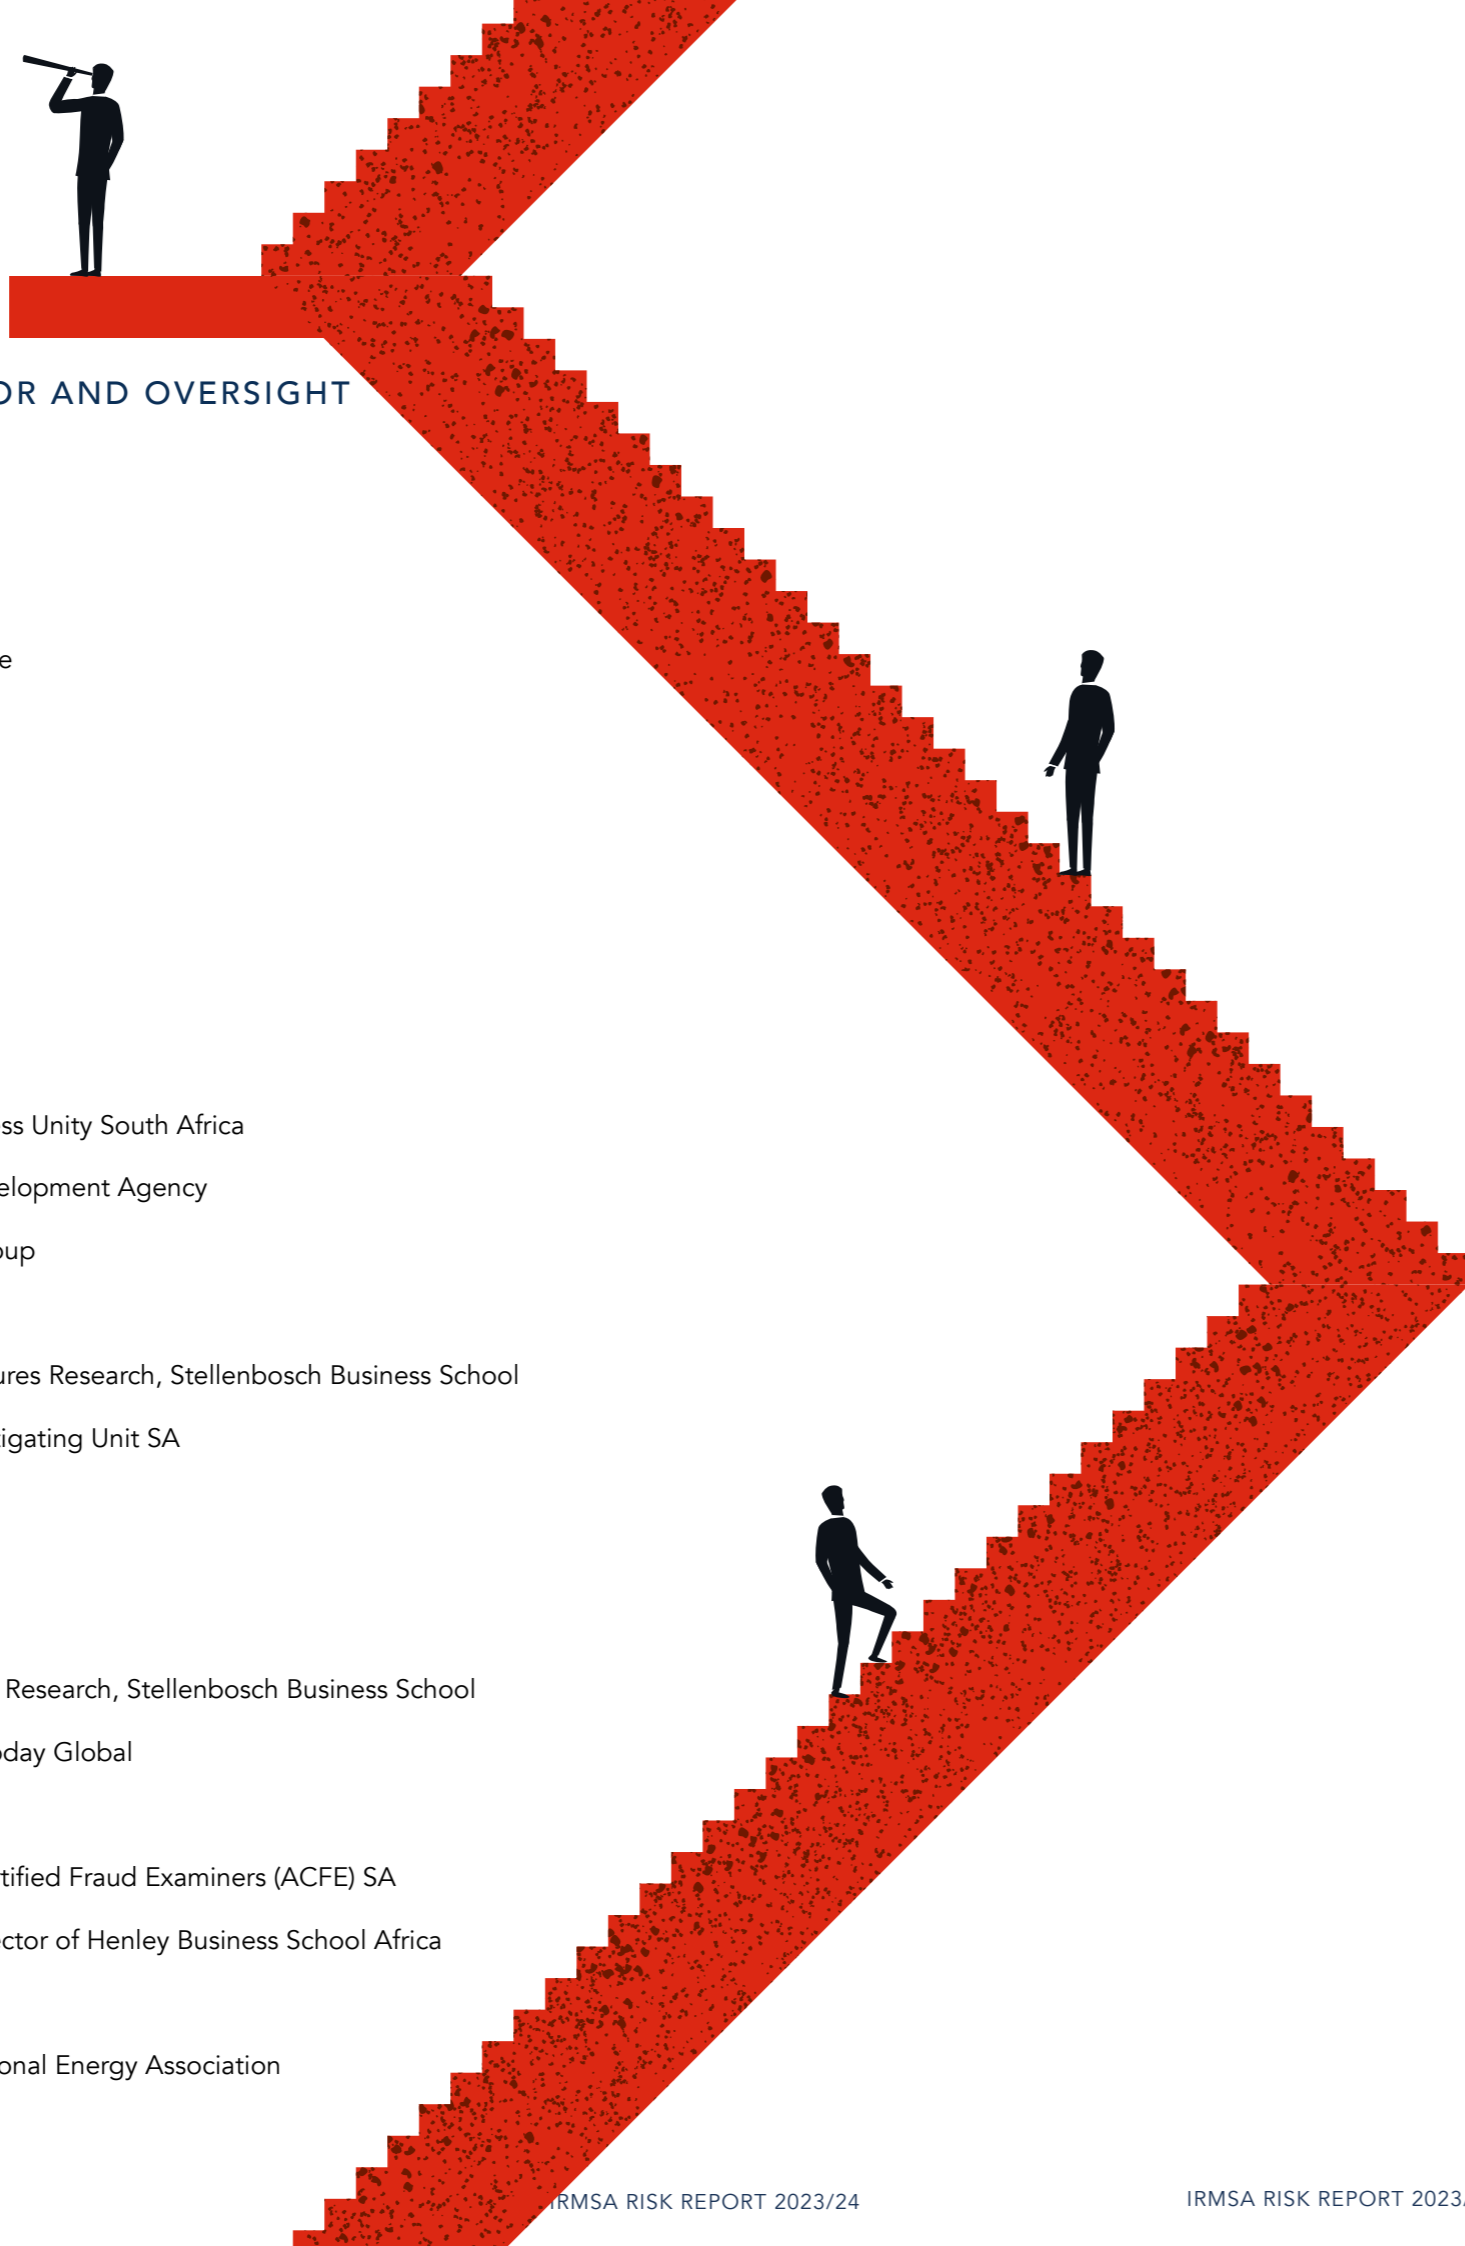 OR AND OVERSIGHT
e
ss Unity South Africa
elopment Agency
oup
ures Research, Stellenbosch Business School
igating Unit SA
Research, Stellenbosch Business School
oday Global
tified Fraud Examiners (ACFE) SA
ctor of Henley Business School Africa
onal Energy Association
IRMSA RISK REPORT 2023/24
IRMSA RISK REPORT 2023/